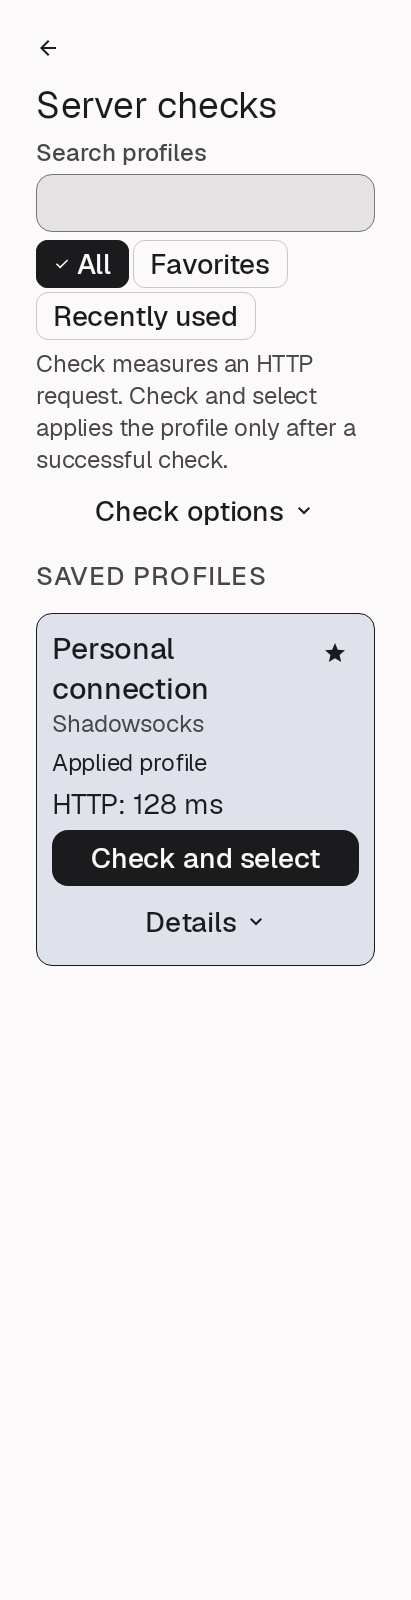 Server checks
Search profiles
All
Favorites
Recently used
Check measures an HTTP
request. Check and select
applies the profile only after a
successful check.
Check options
SAVED PROFILES
Personal
connection
Shadowsocks
Applied profile
HTTP: 128 ms
Check and select
Details